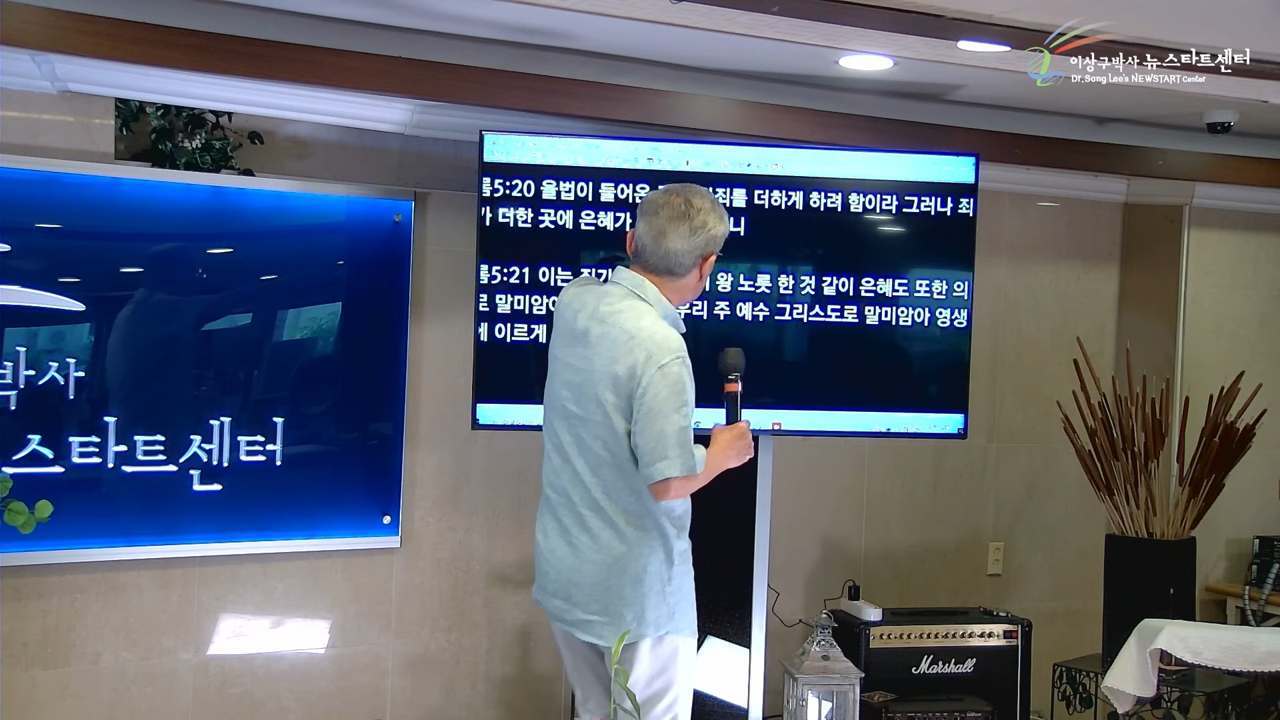 이상구박사 뉴스타트센터
Dr. Sang Lee's NEWSTART Center
롬5:20 율법이 들어온 죄를 더하게 하려 함이라 그러나 죄
가 더한 곳에 은혜가 니
롬5:21 이는 죄가 왕 노릇 한 것 같이 은혜도 또한 의
로 말미암아 우리 주 예수 그리스도로 말미암아 영생
에 이르게
박사
스타트센터
Marshall